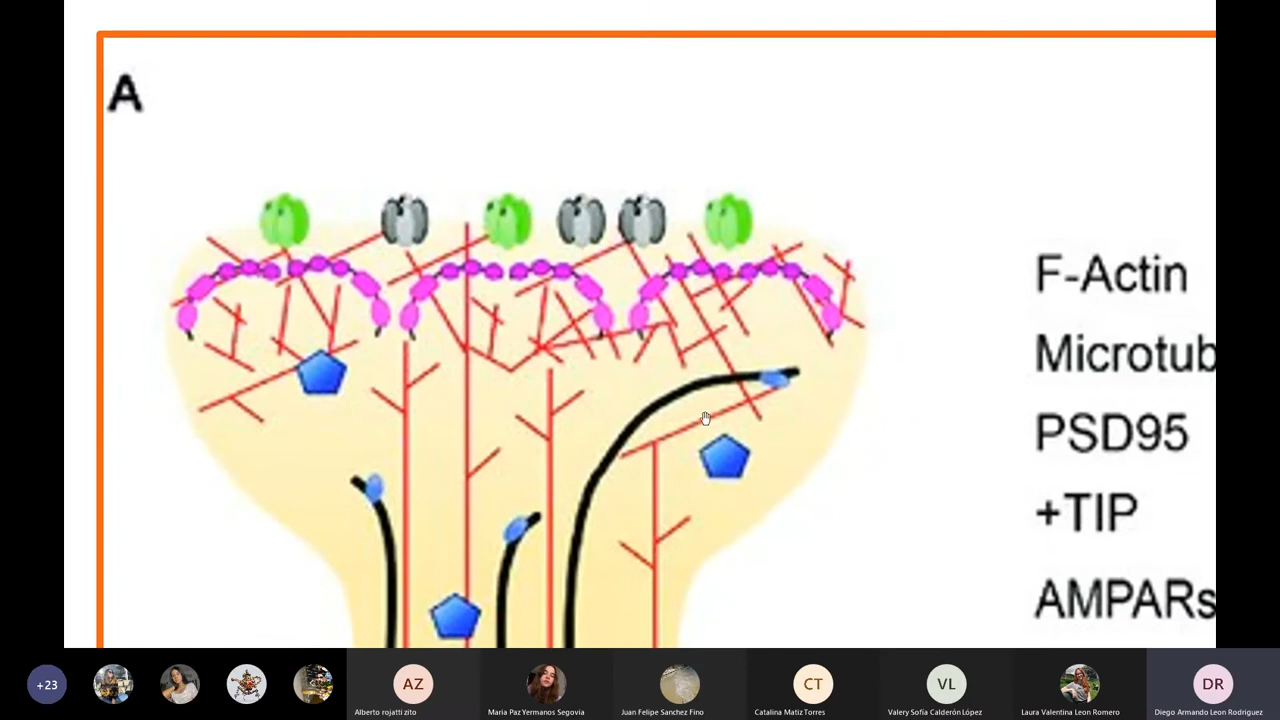 A
F-Actin
Microtub
PSD95
+TIP
AMPARs
+23
AZ
CT
VL
DR
Alberto rojatti zito
Maria Paz Yermanos Segovia
Juan Felipe Sanchez Fino
Catalina Matiz Torres
Valery Sofía Calderón López
Laura Valentina Leon Romero
Diego Armando Leon Rodriguez